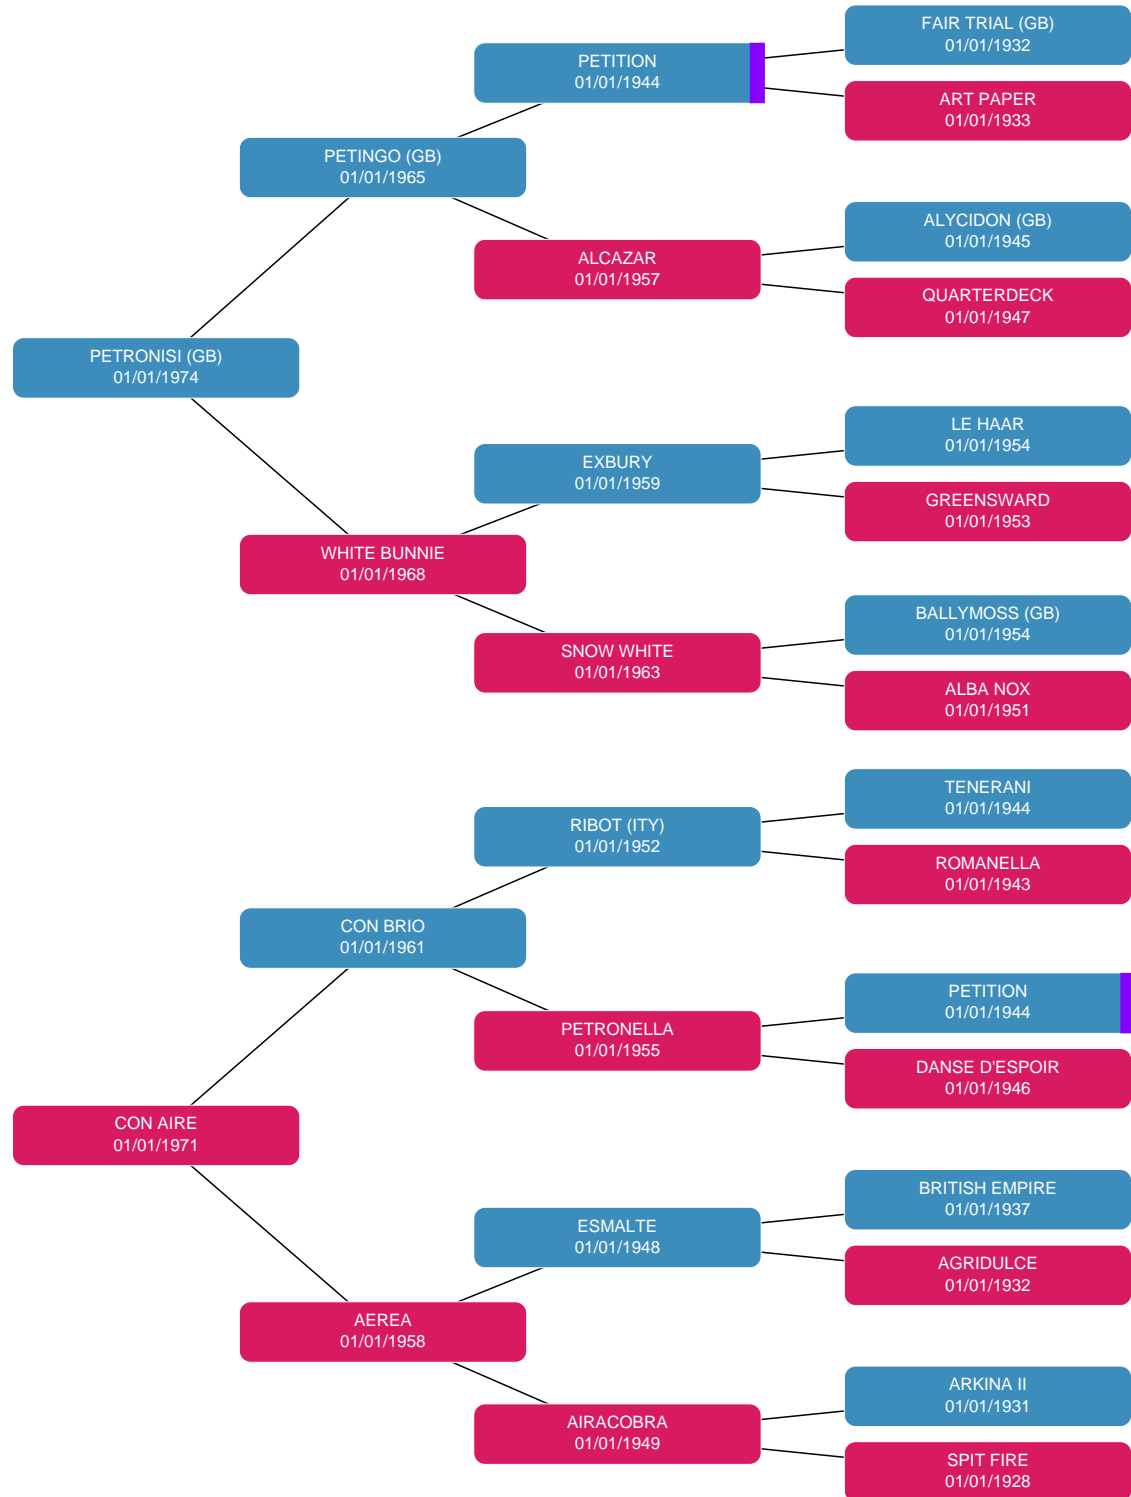 FAIR TRIAL (GB)
01/01/1932
PETITION
01/01/1944
ART PAPER
01/01/1933
PETINGO (GB)
01/01/1965
ALYCIDON (GB)
01/01/1945
ALCAZAR
01/01/1957
QUARTERDECK
01/01/1947
PETRONISI (GB)
01/01/1974
LE HAAR
01/01/1954
EXBURY
01/01/1959
GREENSWARD
01/01/1953
WHITE BUNNIE
01/01/1968
BALLYMOSS (GB)
01/01/1954
SNOW WHITE
01/01/1963
ALBA NOX
01/01/1951
TENERANI
01/01/1944
RIBOT (ITY)
01/01/1952
ROMANELLA
01/01/1943
CON BRIO
01/01/1961
PETITION
01/01/1944
PETRONELLA
01/01/1955
DANSE D'ESPOIR
01/01/1946
CON AIRE
01/01/1971
BRITISH EMPIRE
01/01/1937
ESMALTE
01/01/1948
AGRIDULCE
01/01/1932
AEREA
01/01/1958
ARKINA II
01/01/1931
AIRACOBRA
01/01/1949
SPIT FIRE
01/01/1928